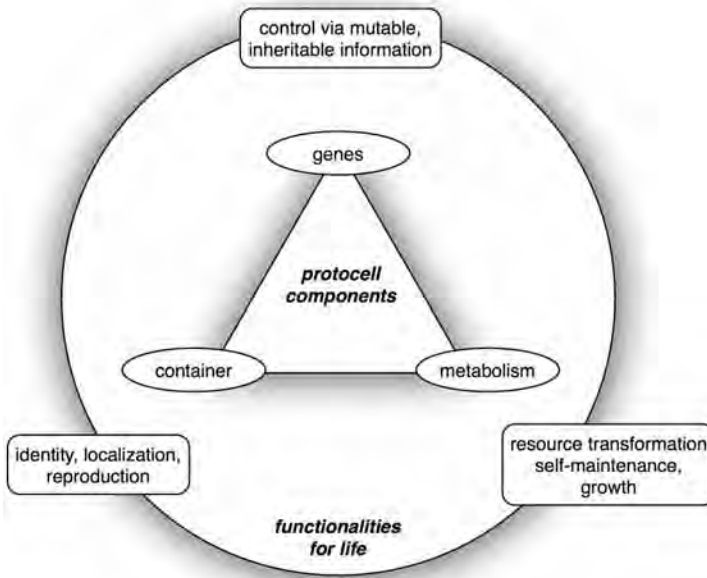 control via mutable,
inheritable information
genes
protocell
components
container
metabolism
identity, localization,
reproduction
resource transformation
self-maintenance,
growth
functionalities
for life